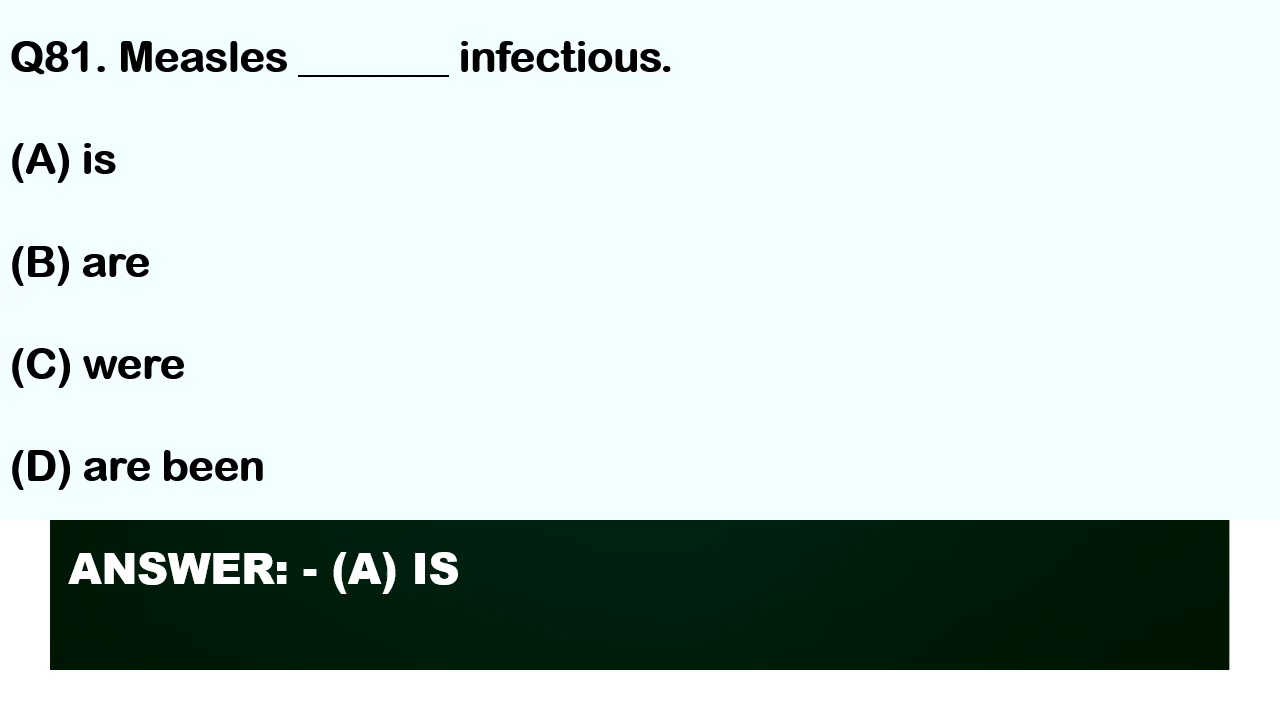 Q81. Measles _______ infectious.
(A) is
(B) are
(C) were
(D) are been
ANSWER: - (A) IS